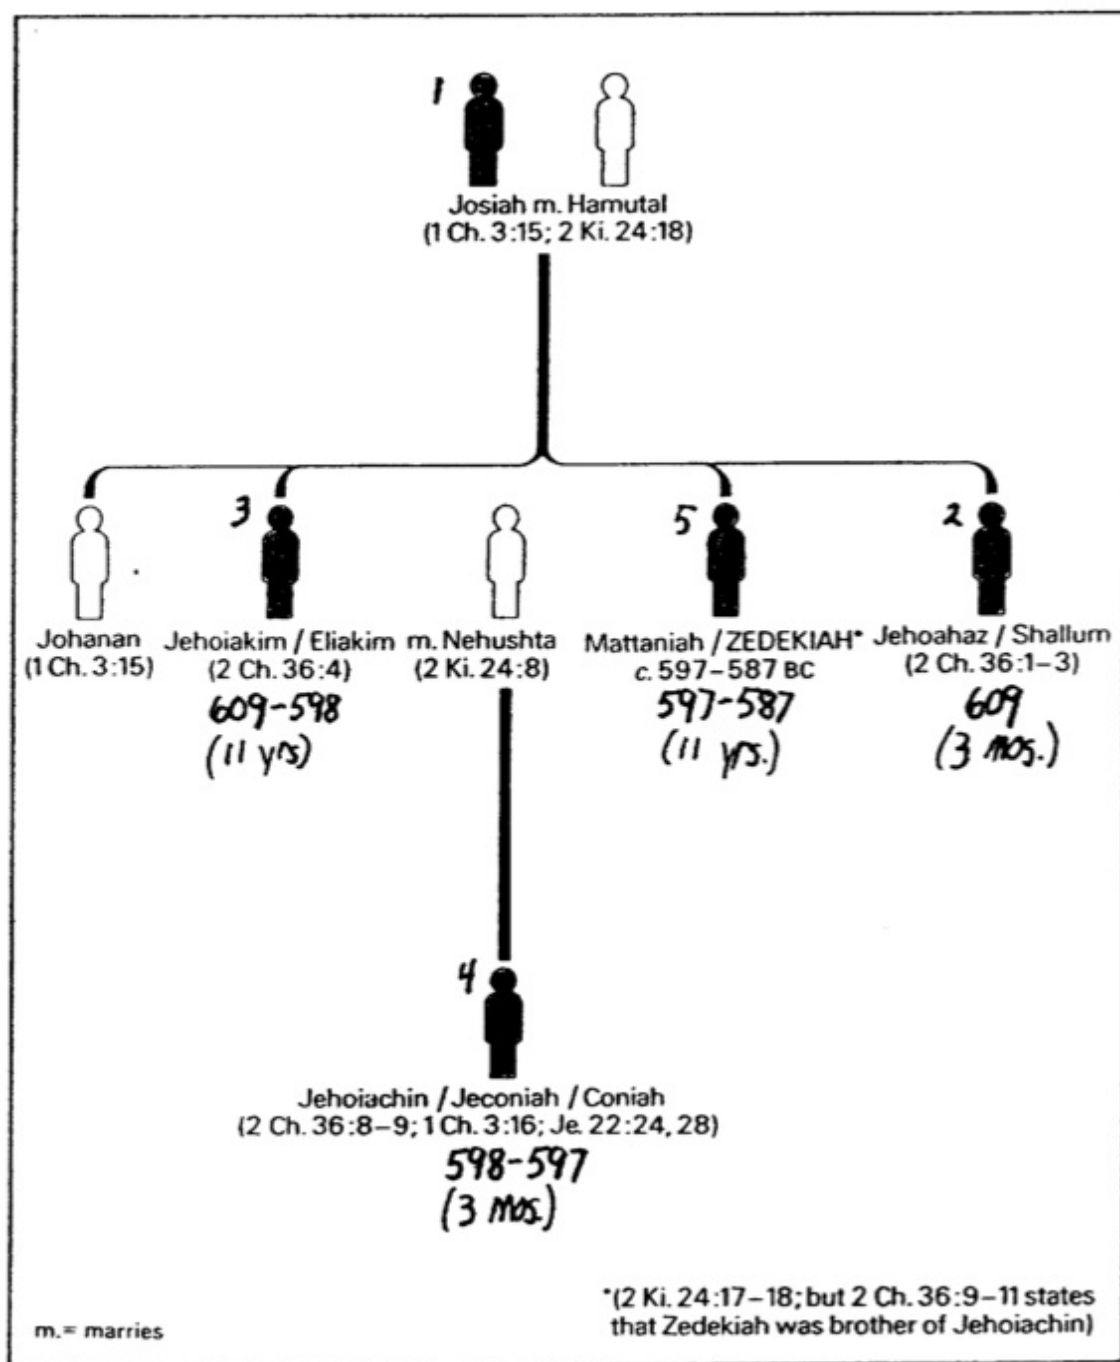 1
Josiah m. Hamutal
(1 Ch. 3:15; 2 Ki. 24:18)
3
5
2
Johanan
(1 Ch. 3:15)
Jehoiakim / Eliakim
(2 Ch. 36:4)
609-598
(11 yrs)
m. Nehushta
(2 Ki. 24:8)
Mattaniah / ZEDEKIAH*
c. 597–587 BC
597-587
(11 yrs.)
Jehoahaz / Shallum
(2 Ch. 36:1–3)
609
(3 mos.)
4
Jehoiachin / Jeconiah / Coniah
(2 Ch. 36:8–9; 1 Ch. 3:16; Je. 22:24, 28)
598-597
(3 mos.)
m. = marries
*(2 Ki. 24:17–18; but 2 Ch. 36:9–11 states
that Zedekiah was brother of Jehoiachin)